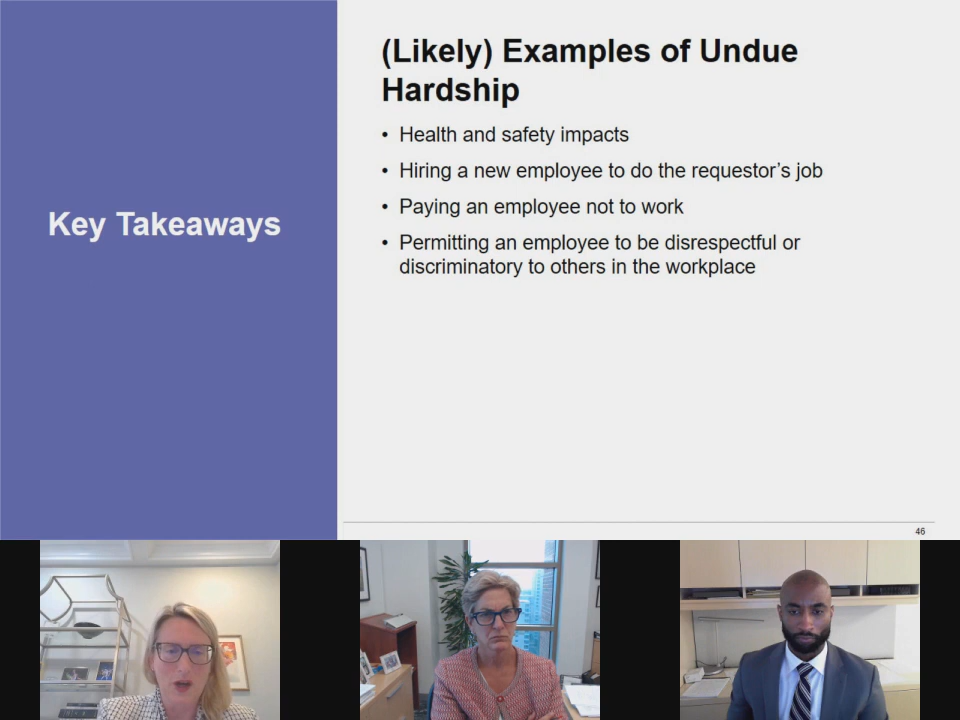 Key Takeaways
(Likely) Examples of Undue
Hardship
• Health and safety impacts
• Hiring a new employee to do the requestor's job
• Paying an employee not to work
• Permitting an employee to be disrespectful or
discriminatory to others in the workplace
46